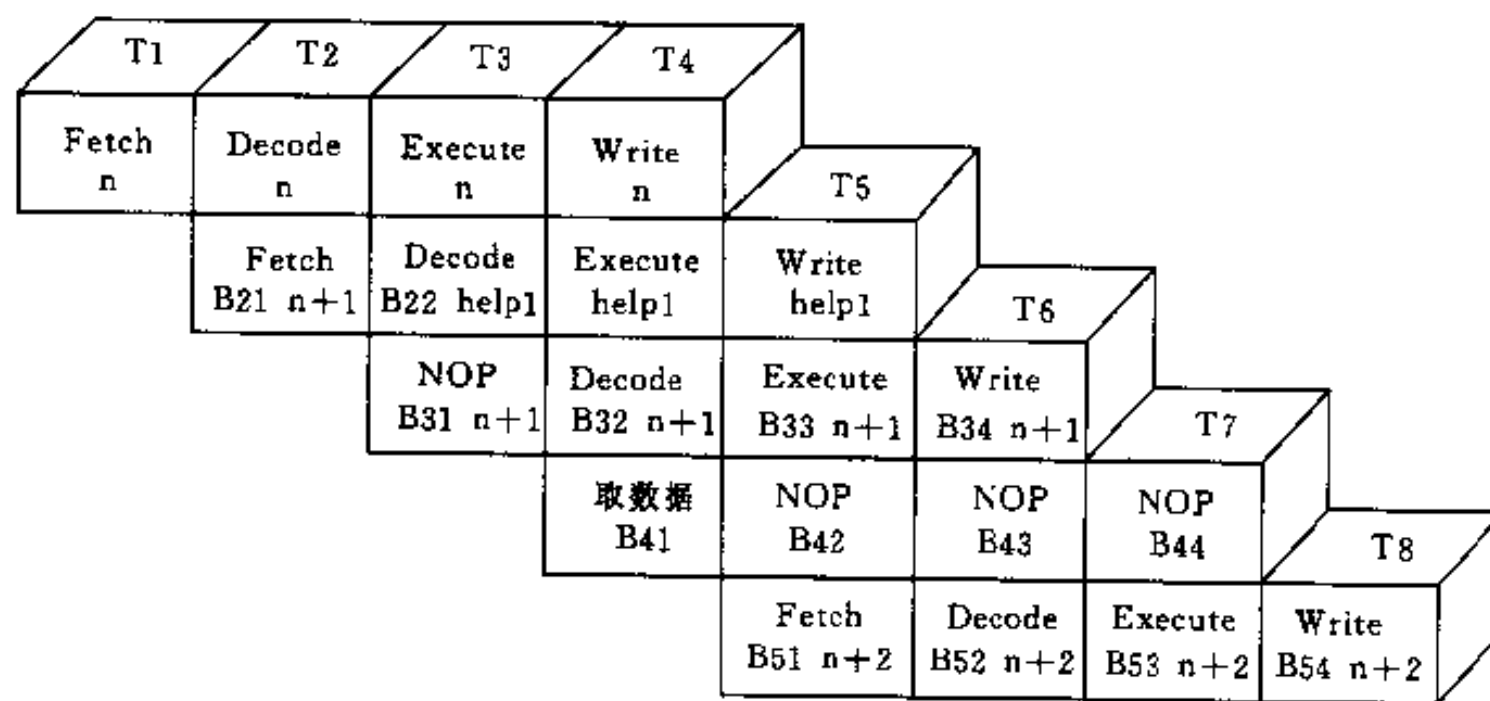 T1 T2 T3 T4
Fetch Decode Execute Write
n n n n
T5
Fetch Decode Execute Write
B21 n+1 B22 help1 help1 help1
T6
NOP Decode Execute Write
B31 n+1 B32 n+1 B33 n+1 B34 n+1
T7
取数据 NOP NOP NOP
B41 B42 B43 B44
T8
Fetch Decode Execute Write
B51 n+2 B52 n+2 B53 n+2 B54 n+2